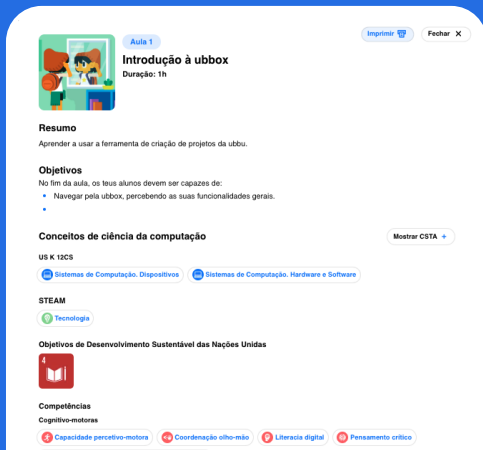 Imprimir
Fechar X
Aula 1
Introdução à ubbox
Duração: 1h
Resumo
Aprender a usar a ferramenta de criação de projetos da ubbu.
Objetivos
No fim da aula, os teus alunos devem ser capazes de:
• Navegar pela ubbox, percebendo as suas funcionalidades gerais.
•
Conceitos de ciência da computação
Mostrar CSTA +
US K 12CS
Sistemas de Computação. Dispositivos
Sistemas de Computação. Hardware e Software
STEAM
Tecnologia
Objetivos de Desenvolvimento Sustentável das Nações Unidas
4
Competências
Cognitivo-motoras
Capacidade percetivo-motora
Coordenação olho-mão
Literacia digital
Pensamento crítico